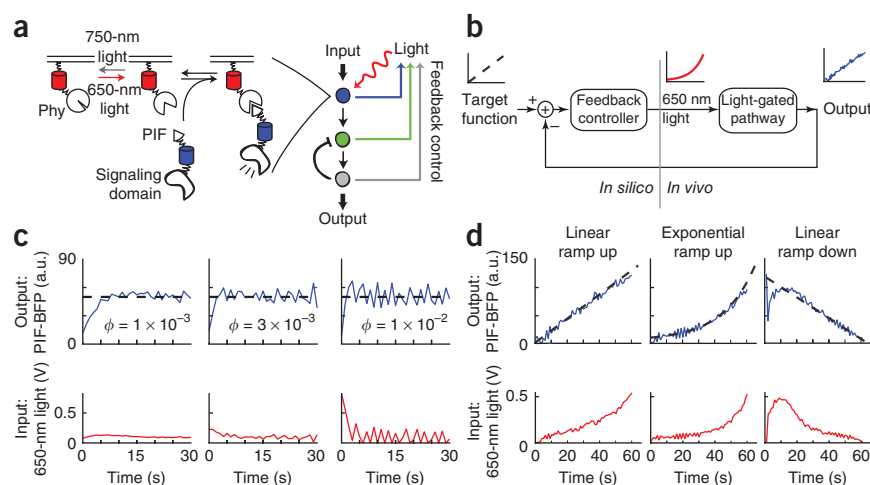 a
750-nm
light
650-nm
light
Phy
PIF
Signaling
domain
Input
Light
Feedback control
Output
b
Target
function
+
+
−
Feedback
controller
650 nm
light
Light-gated
pathway
Output
In silico
In vivo
c
Output:
PIF-BFP (a.u.)
90
0
ϕ = 1 × 10⁻³
ϕ = 3 × 10⁻³
ϕ = 1 × 10⁻²
Input:
650-nm light (V)
0.5
0
0 30
0 30
0 30
Time (s)
Time (s)
Time (s)
d
Linear
ramp up
Exponential
ramp up
Linear
ramp down
Output:
PIF-BFP (a.u.)
150
0
Input:
650-nm light (V)
0.5
0
0 20 40 60
0 20 40 60
0 20 40 60
Time (s)
Time (s)
Time (s)